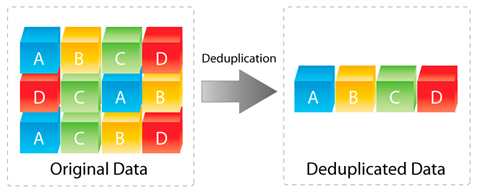 A B C D
D C A B
A C B D
Original Data
Deduplication
A B C D
Deduplicated Data